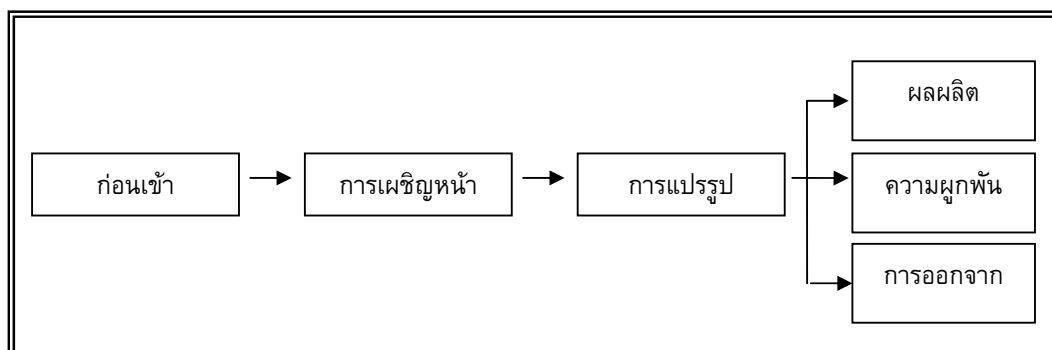 ก่อนเข้า
การเผชิญหน้า
การแปรรูป
ผลผลิต
ความผูกพัน
การออกจาก